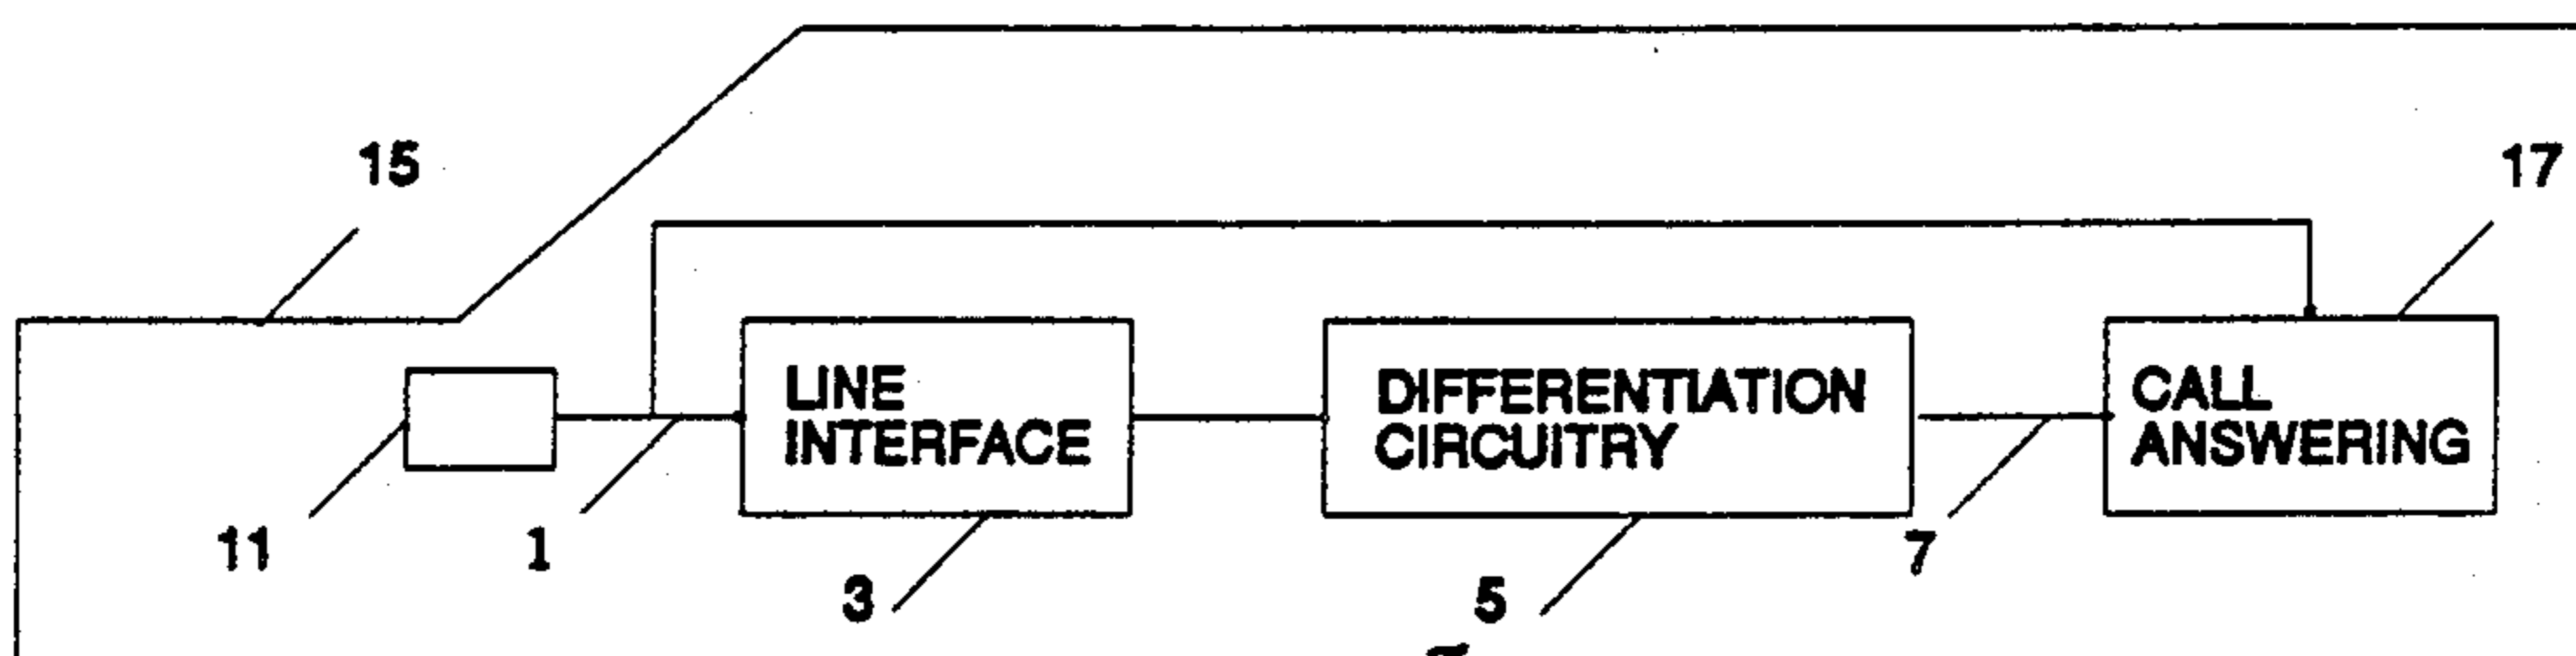 15
17
LINE
INTERFACE
DIFFERENTIATION
CIRCUITRY
CALL
ANSWERING
11
1
7
3
5